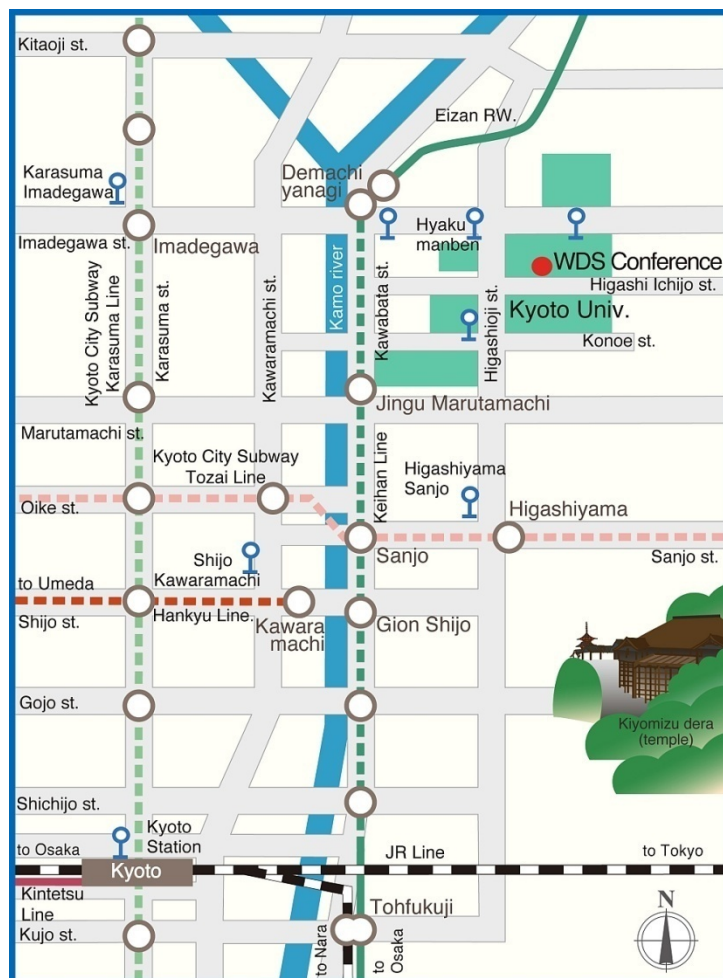 Kitaoji st.
Eizan RW.
Karasuma
Imadegawa
Demachi
yanagi
Hyaku
manben
Imadegawa st.
Imadegawa
WDS Conference
Higashi Ichijo st.
Kyoto Univ.
Konoe st.
Kyoto City Subway
Karasuma Line
Karasuma st.
Kawaramachi st.
Kamo river
Kawabata st.
Higashioji st.
Jingu Marutamachi
Marutamachi st.
Kyoto City Subway
Tozai Line
Keihan Line
Higashiyama
Sanjo
Higashiyama
Oike st.
Sanjo
Sanjo st.
Shijo
Kawaramachi
to Umeda
Hankyu Line.
Shijo st.
Kawara
machi
Gion Shijo
Gojo st.
Kiyomizu dera
(temple)
Shichijo st.
Kyoto
Station
to Osaka
JR Line
to Tokyo
Kyoto
Kintetsu
Line
Tohfukuji
N
Kujo st.
to Nara
to
Osaka